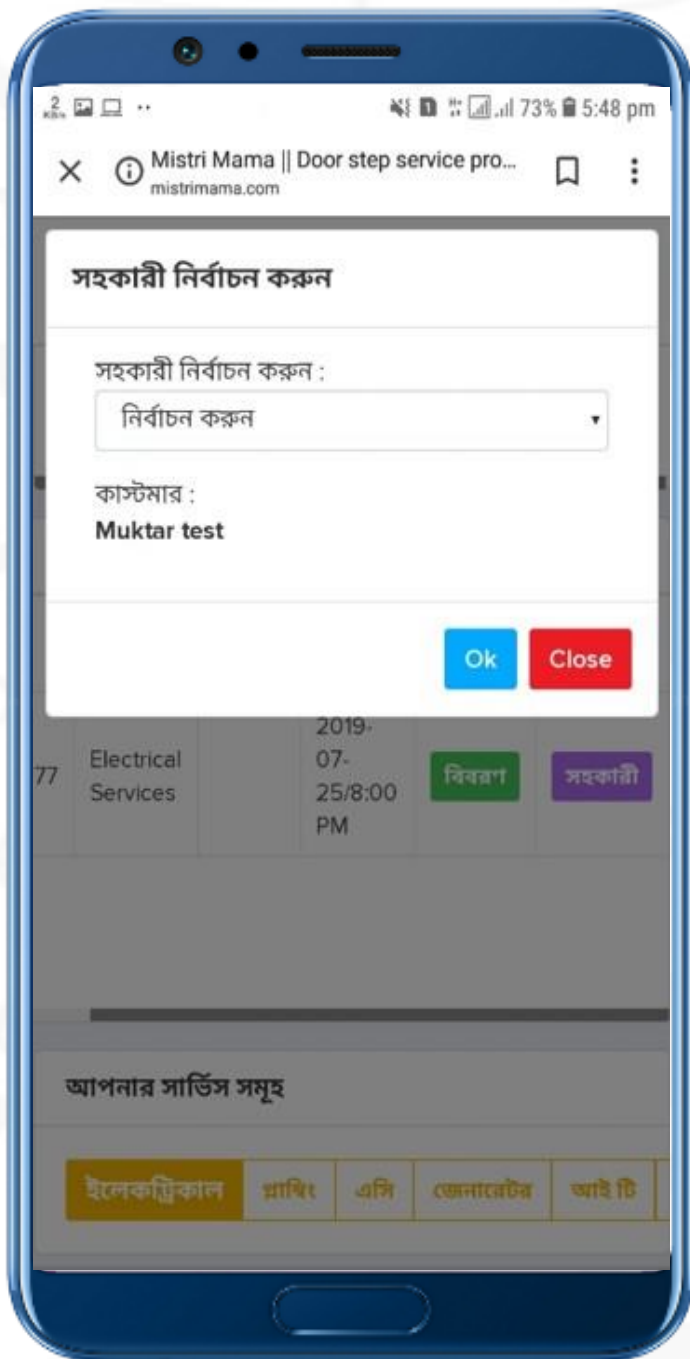 2
KB/s
73% 5:48 pm
Mistri Mama || Door step service pro...
mistrimama.com
সহকারী নির্বাচন করুন
সহকারী নির্বাচন করুন :
নির্বাচন করুন
কাস্টমার :
Muktar test
Ok
Close
77
Electrical
Services
2019-
07-
25/8:00
PM
বিবরণ
সহকারী
আপনার সার্ভিস সমূহ
ইলেকট্রিকাল
প্লাম্বিং
এসি
জেনারেটর
আই টি